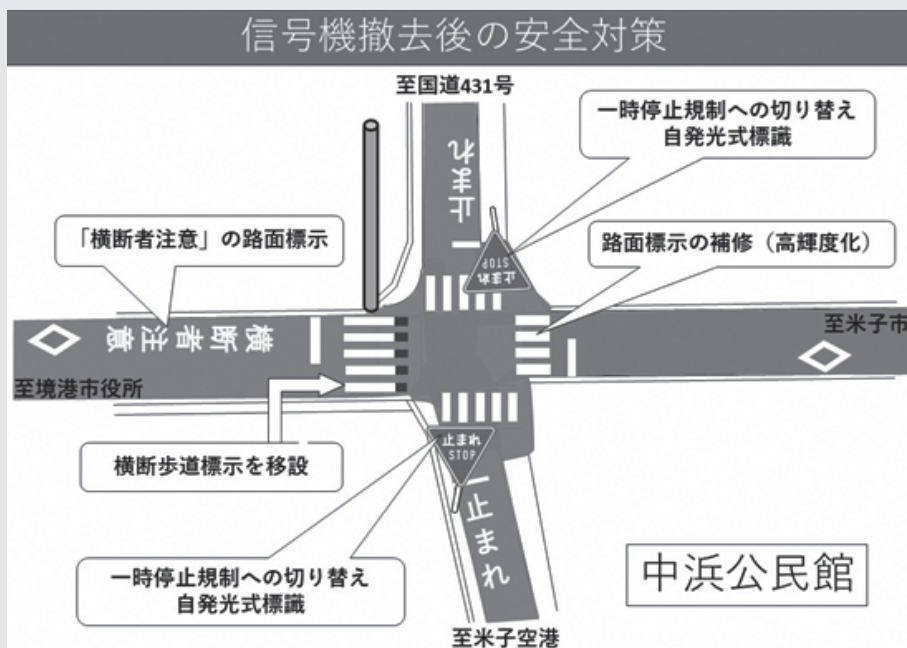 信号機撤去後の安全対策
至国道431号
一時停止規制への切り替え
自発光式標識
止まれ
止まれ
STOP
「横断者注意」の路面標示
路面標示の補修（高輝度化）
横断者注意
至米子市
至境港市役所
横断歩道標示を移設
止まれ
STOP
止まれ
一時停止規制への切り替え
自発光式標識
中浜公民館
至米子空港